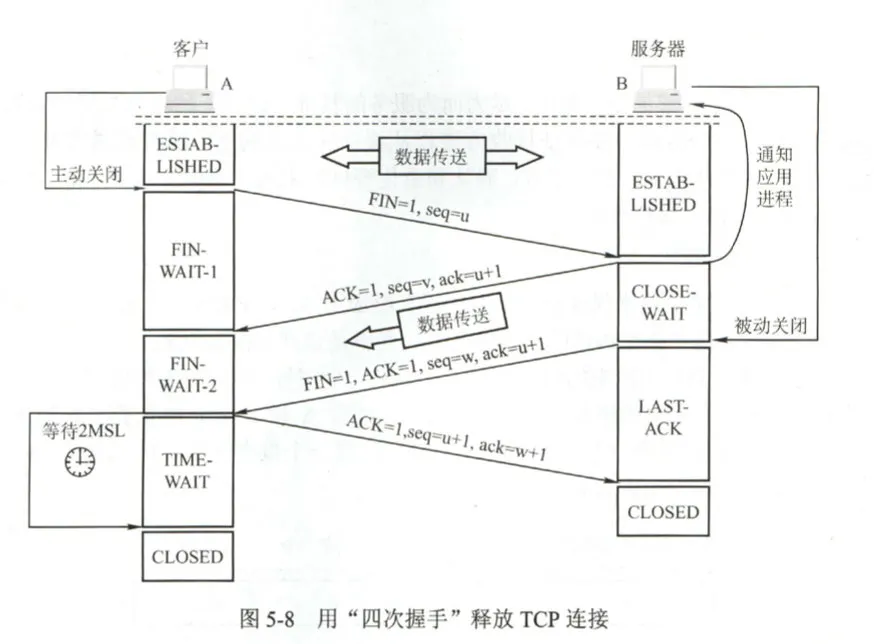 客户
服务器
A
B
ESTAB-
LISHED
数据传送
主动关闭
通知
应用
进程
ESTAB-
LISHED
FIN=1, seq=u
FIN-
WAIT-1
ACK=1, seq=v, ack=u+1
CLOSE-
WAIT
数据传送
被动关闭
FIN-
WAIT-2
FIN=1, ACK=1, seq=w, ack=u+1
LAST-
ACK
等待2MSL
ACK=1,seq=u+1, ack=w+1
TIME-
WAIT
CLOSED
CLOSED
图 5-8 用“四次握手”释放 TCP 连接